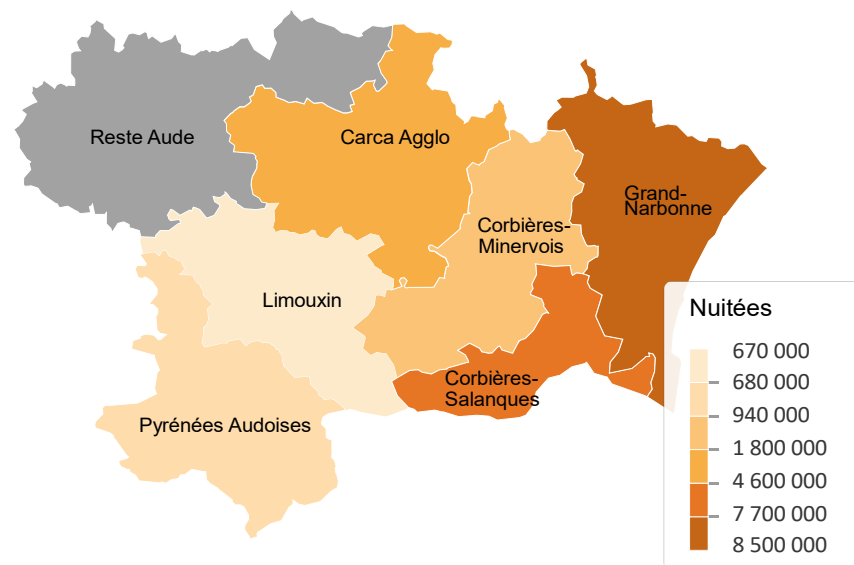 Reste Aude
Carca Agglo
Grand-
Narbonne
Corbières-
Minervois
Limouxin
Corbières-
Salanques
Pyrénées Audoises
Nuitées
670 000
680 000
940 000
1 800 000
4 600 000
7 700 000
8 500 000